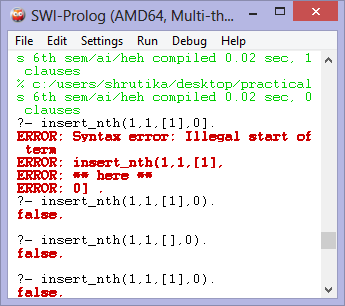 SWI-Prolog (AMD64, Multi-th...
File Edit Settings Run Debug Help
s 6th sem/ai/heh compiled 0.02 sec, 1
clauses
% c:/users/shrutika/desktop/practical
s 6th sem/ai/heh compiled 0.02 sec, 0
clauses
?- insert_nth(1,1,[1],0].
ERROR: Syntax error: Illegal start of
term
ERROR: insert_nth(1,1,[1],
ERROR: ** here **
ERROR: 0] .
?- insert_nth(1,1,[1],0).
false.
?- insert_nth(1,1,[],0).
false.
?- insert_nth(1,1,[1],0).
false.